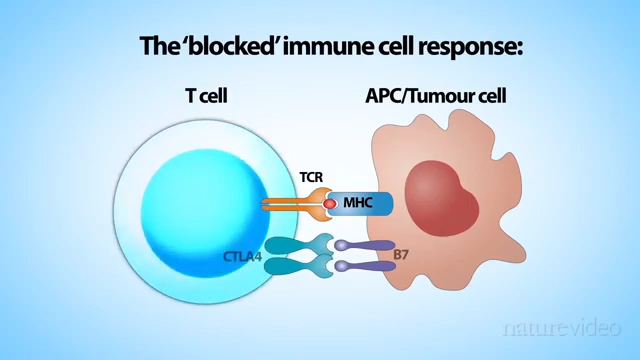 The ‘blocked’ immune cell response:
T cell
APC/Tumour cell
TCR
MHC
CTLA4
B7
naturevideo